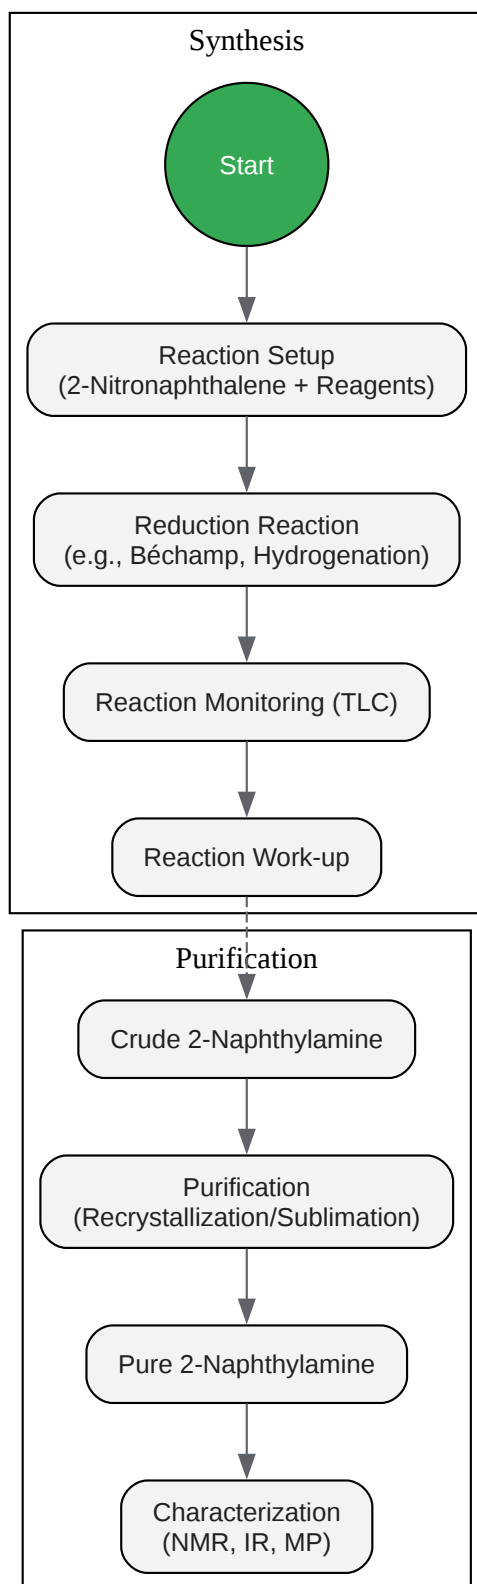 Synthesis
Start
Reaction Setup
(2-Nitronaphthalene + Reagents)
Reduction Reaction
(e.g., Béchamp, Hydrogenation)
Reaction Monitoring (TLC)
Reaction Work-up
Purification
Crude 2-Naphthylamine
Purification
(Recrystallization/Sublimation)
Pure 2-Naphthylamine
Characterization
(NMR, IR, MP)